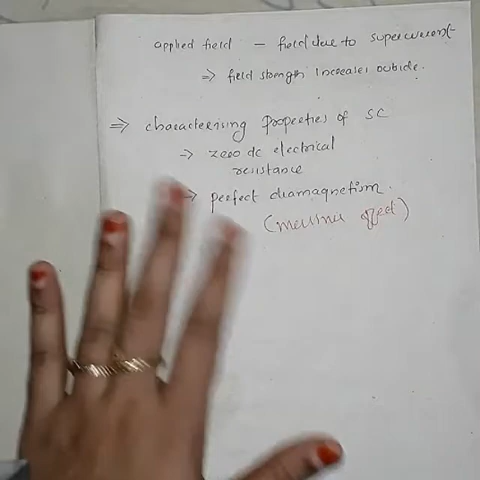 applied field - field due to supercurrent
=> field strength increases outside.
=> characterising properties of SC
=> zero dc electrical
resistance
=> perfect diamagnetism.
(meissner effect)